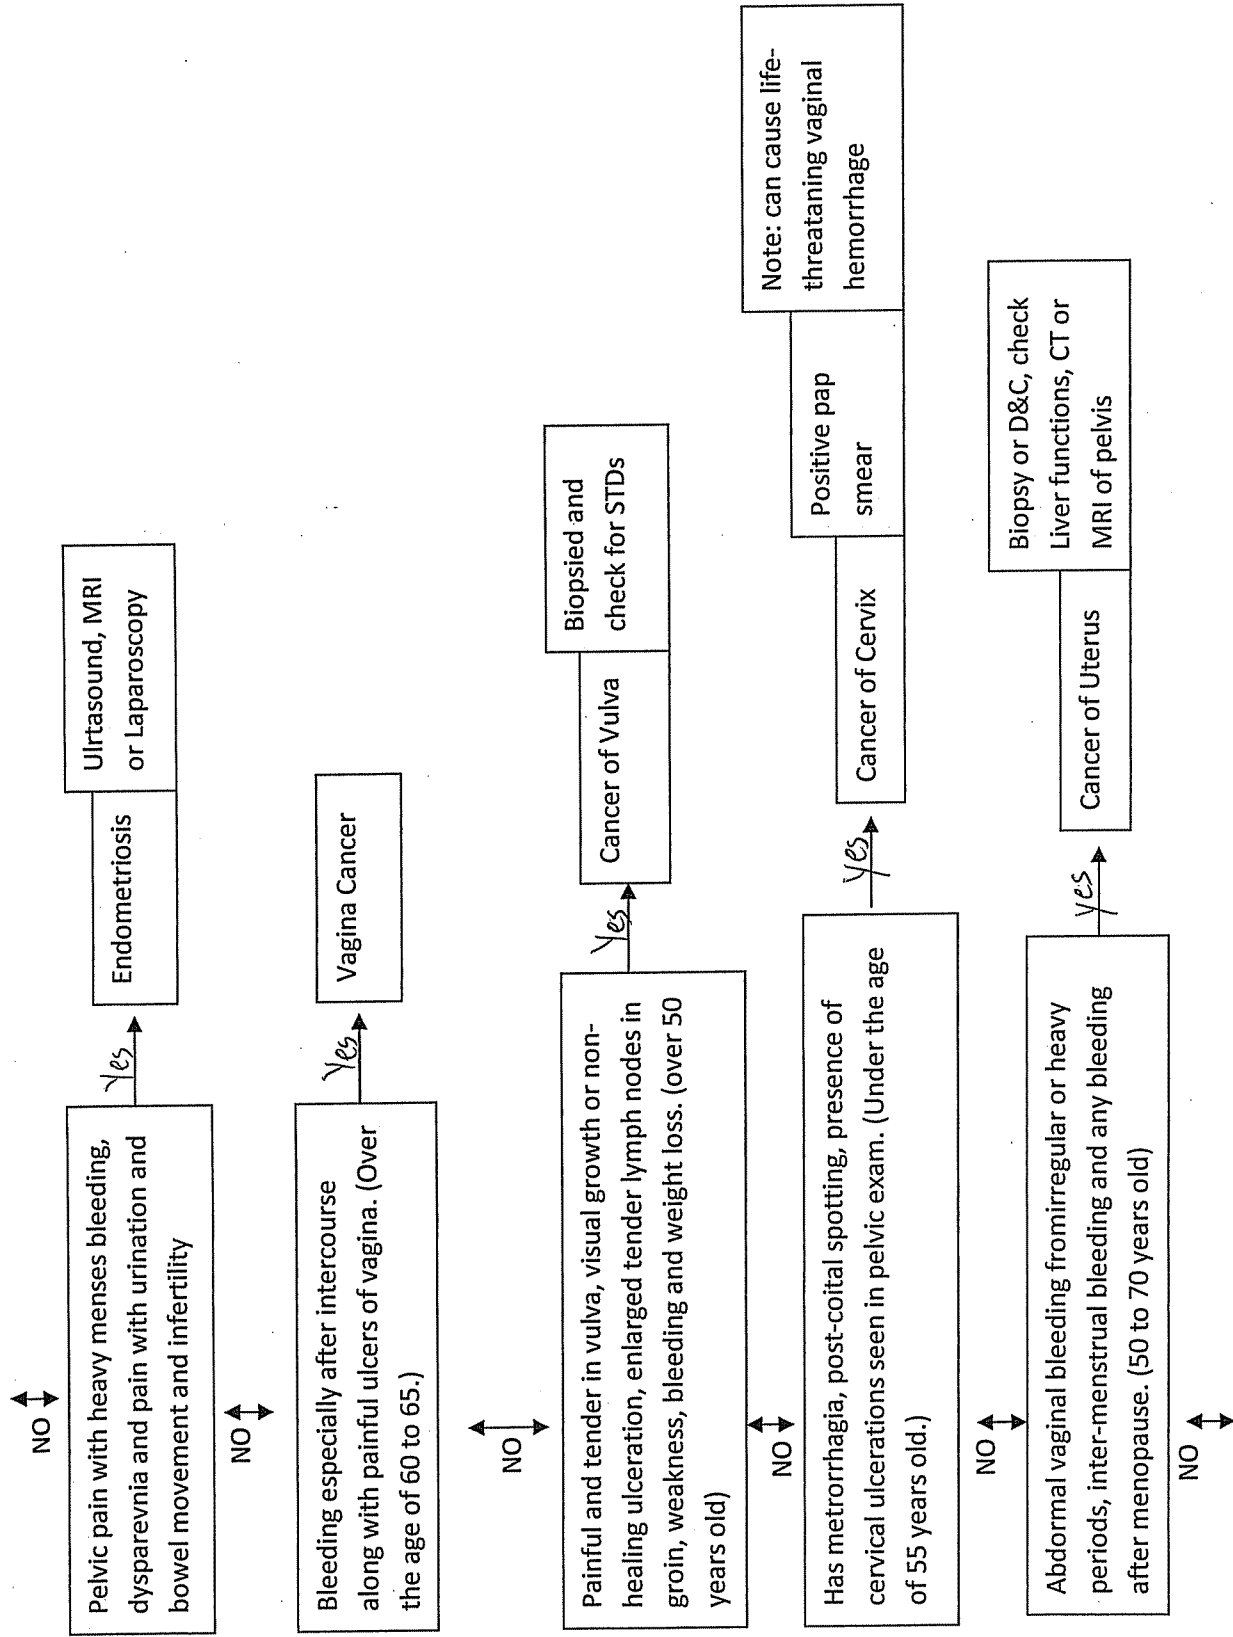 NO
Pelvic pain with heavy menses bleeding,
dysparevnia and pain with urination and
bowel movement and infertility
Yes
Endometriosis
Ulrtasound, MRI
or Laparoscopy
NO
Bleeding especially after intercourse
along with painful ulcers of vagina. (Over
the age of 60 to 65.)
Yes
Vagina Cancer
NO
Painful and tender in vulva, visual growth or non-
healing ulceration, enlarged tender lymph nodes in
groin, weakness, bleeding and weight loss. (over 50
years old)
Yes
Cancer of Vulva
Biopsied and
check for STDs
NO
Has metrorrhagia, post-coital spotting, presence of
cervical ulcerations seen in pelvic exam. (Under the age
of 55 years old.)
Yes
Cancer of Cervix
Positive pap
smear
Note: can cause life-
threataning vaginal
hemorrhage
NO
Abdormal vaginal bleeding fromirregular or heavy
periods, inter-menstrual bleeding and any bleeding
after menopause. (50 to 70 years old)
yes
Cancer of Uterus
Biopsy or D&C, check
Liver functions, CT or
MRI of pelvis
NO